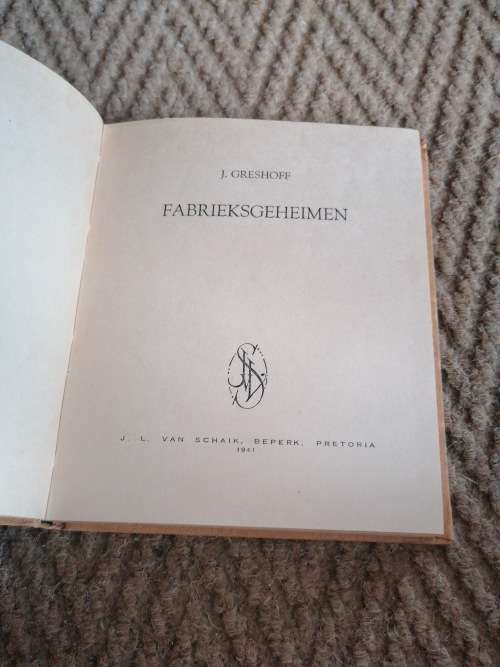 J. GRESHOFF
FABRIEKSGEHEIMEN
J. L. VAN SCHAIK, BEPERK, PRETORIA
1941